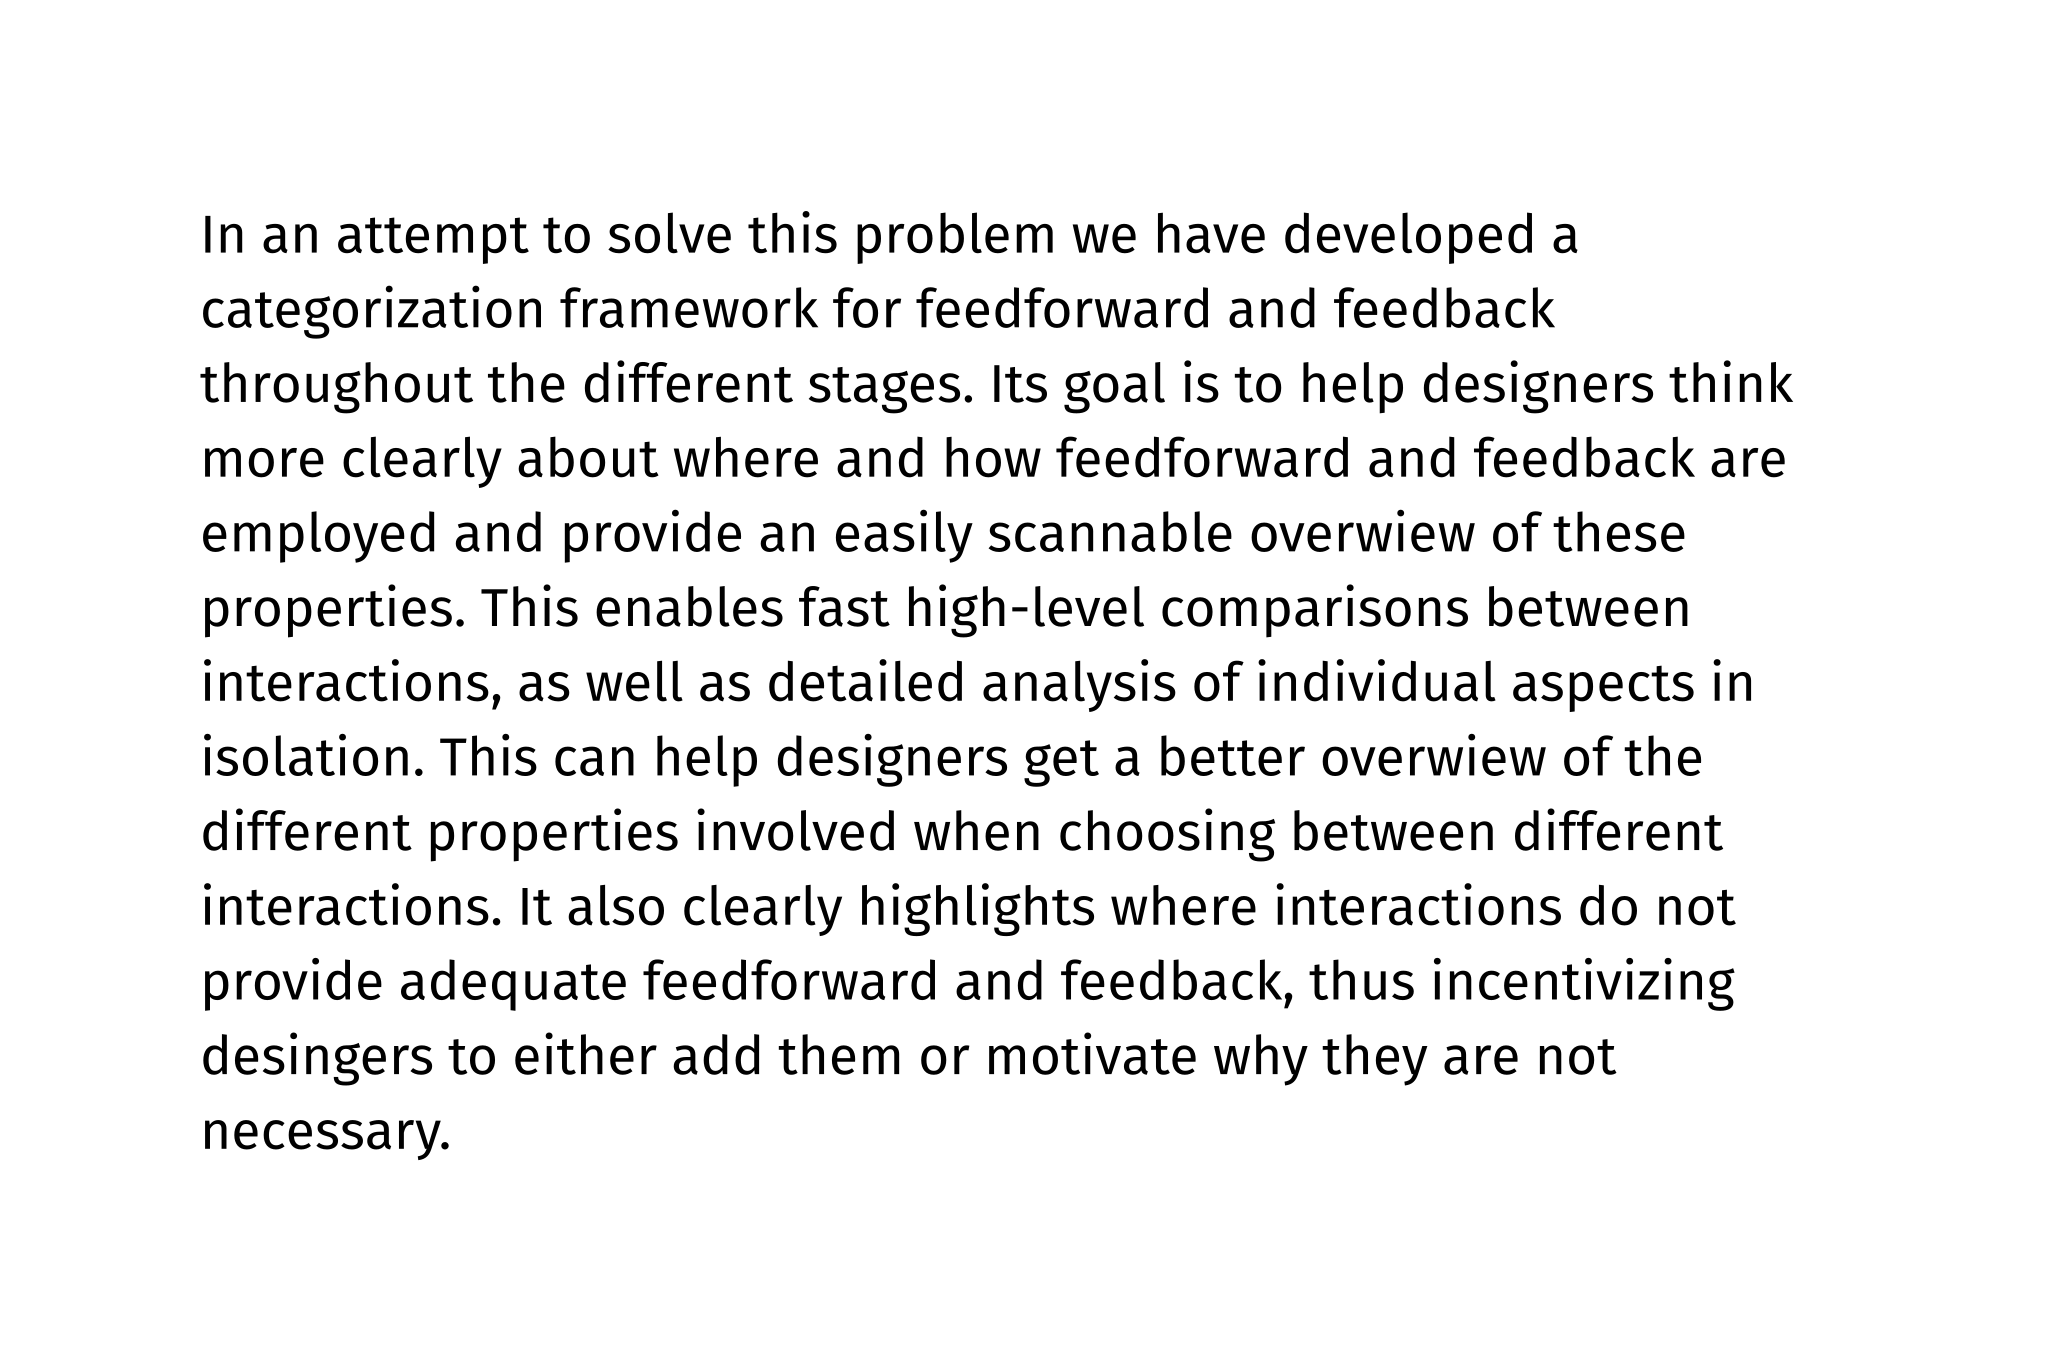 In an attempt to solve this problem we have developed a
categorization framework for feedforward and feedback
throughout the different stages. Its goal is to help designers think
more clearly about where and how feedforward and feedback are
employed and provide an easily scannable overwiew of these
properties. This enables fast high-level comparisons between
interactions, as well as detailed analysis of individual aspects in
isolation. This can help designers get a better overwiew of the
different properties involved when choosing between different
interactions. It also clearly highlights where interactions do not
provide adequate feedforward and feedback, thus incentivizing
desingers to either add them or motivate why they are not
necessary.